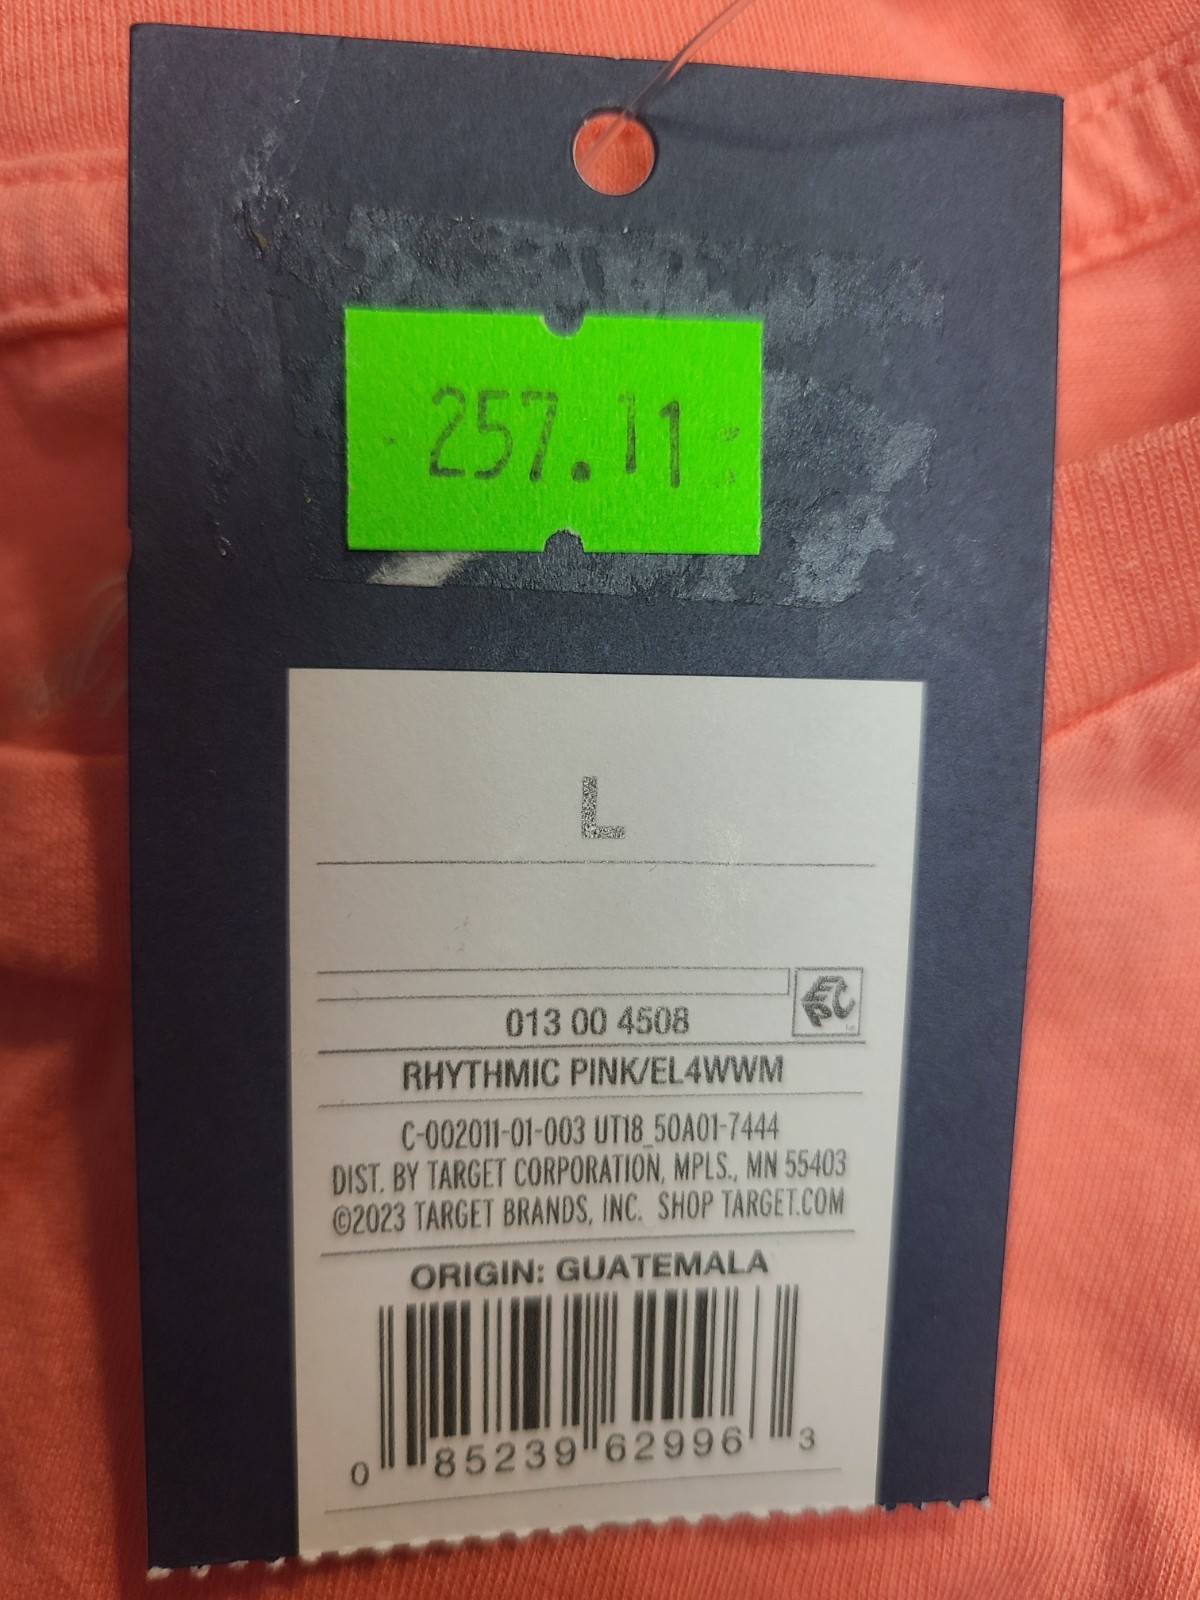 257.11
L
EPC
013 00 4508
RHYTHMIC PINK/EL4WWM
C-002011-01-003 UT18_50A01-7444
DIST. BY TARGET CORPORATION, MPLS., MN 55403
©2023 TARGET BRANDS, INC. SHOP TARGET.COM
ORIGIN: GUATEMALA
0 85239 62996 3